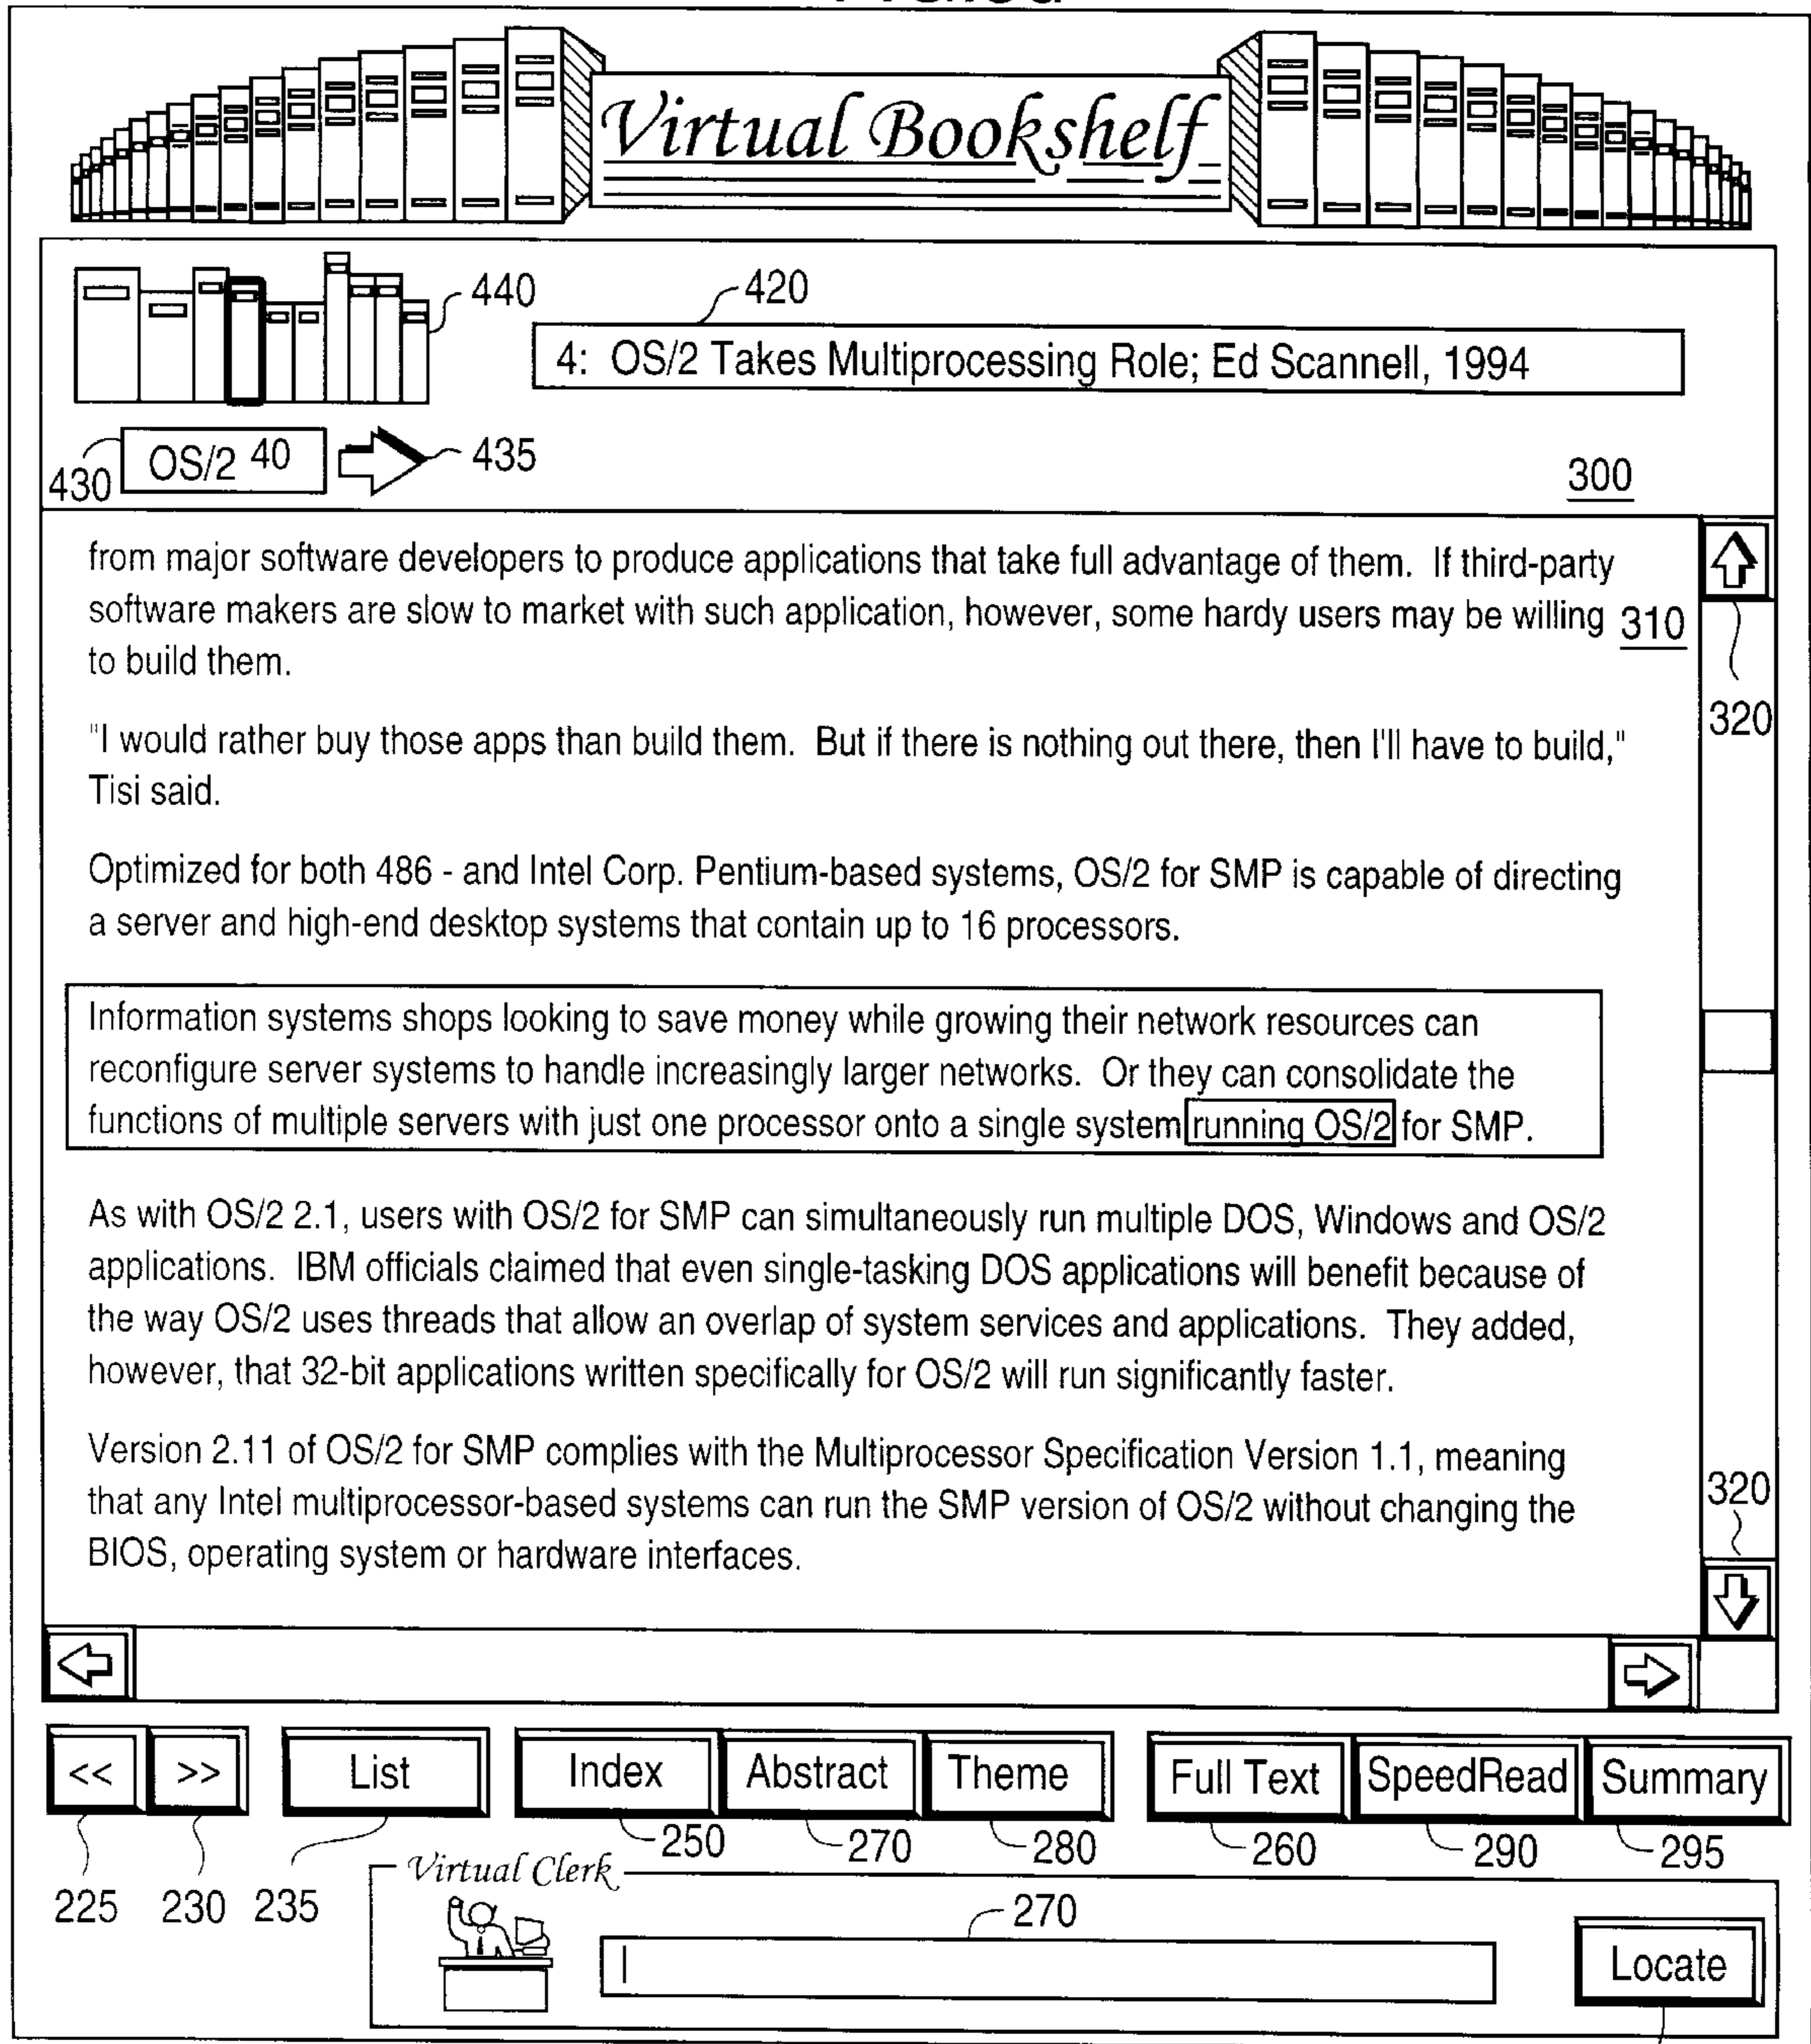 Virtual Bookshelf
440
420
4: OS/2 Takes Multiprocessing Role; Ed Scannell, 1994
430
OS/2 40
435
300
from major software developers to produce applications that take full advantage of them. If third-party
software makers are slow to market with such application, however, some hardy users may be willing
310
to build them.
320
"I would rather buy those apps than build them. But if there is nothing out there, then I'll have to build,"
Tisi said.
Optimized for both 486 - and Intel Corp. Pentium-based systems, OS/2 for SMP is capable of directing
a server and high-end desktop systems that contain up to 16 processors.
Information systems shops looking to save money while growing their network resources can
reconfigure server systems to handle increasingly larger networks. Or they can consolidate the
functions of multiple servers with just one processor onto a single system running OS/2 for SMP.
As with OS/2 2.1, users with OS/2 for SMP can simultaneously run multiple DOS, Windows and OS/2
applications. IBM officials claimed that even single-tasking DOS applications will benefit because of
the way OS/2 uses threads that allow an overlap of system services and applications. They added,
however, that 32-bit applications written specifically for OS/2 will run significantly faster.
Version 2.11 of OS/2 for SMP complies with the Multiprocessor Specification Version 1.1, meaning
that any Intel multiprocessor-based systems can run the SMP version of OS/2 without changing the
BIOS, operating system or hardware interfaces.
320
<< >> List Index Abstract Theme Full Text SpeedRead Summary
225 230 235 250 270 280 260 290 295
Virtual Clerk
270
Locate